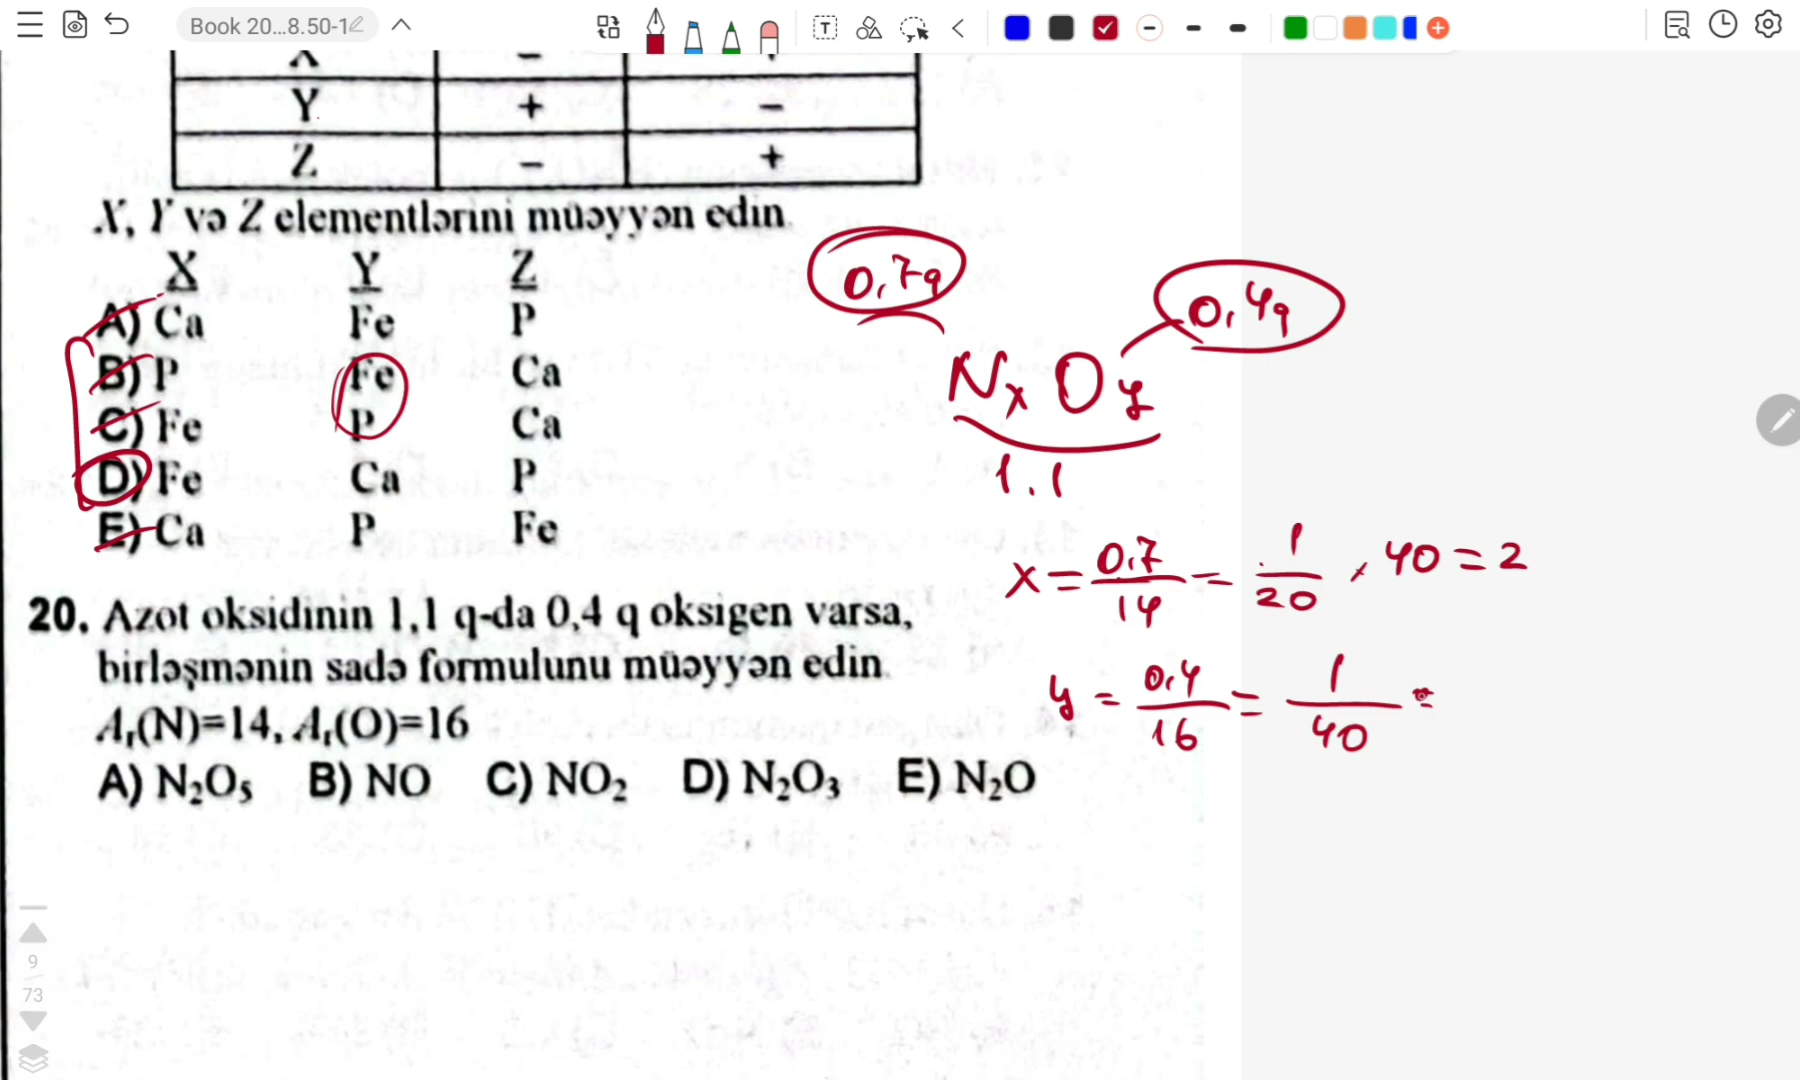 Book 20...8.50-1
X - +
Y + -
Z - +
X, Y və Z elementlərini müəyyən edin.
X Y Z
A) Ca Fe P
B) P Fe Ca
C) Fe P Ca
D) Fe Ca P
E) Ca P Fe
0,7q
0,4q
NxOy
1.1
x = 0,7/14 = 1/20 × 40 = 2
y = 0,4/16 = 1/40
20. Azot oksidinin 1,1 q-da 0,4 q oksigen varsa,
birləşmənin sadə formulunu müəyyən edin.
Ar(N)=14, Ar(O)=16
A) N₂O₅ B) NO C) NO₂ D) N₂O₃ E) N₂O
9
73